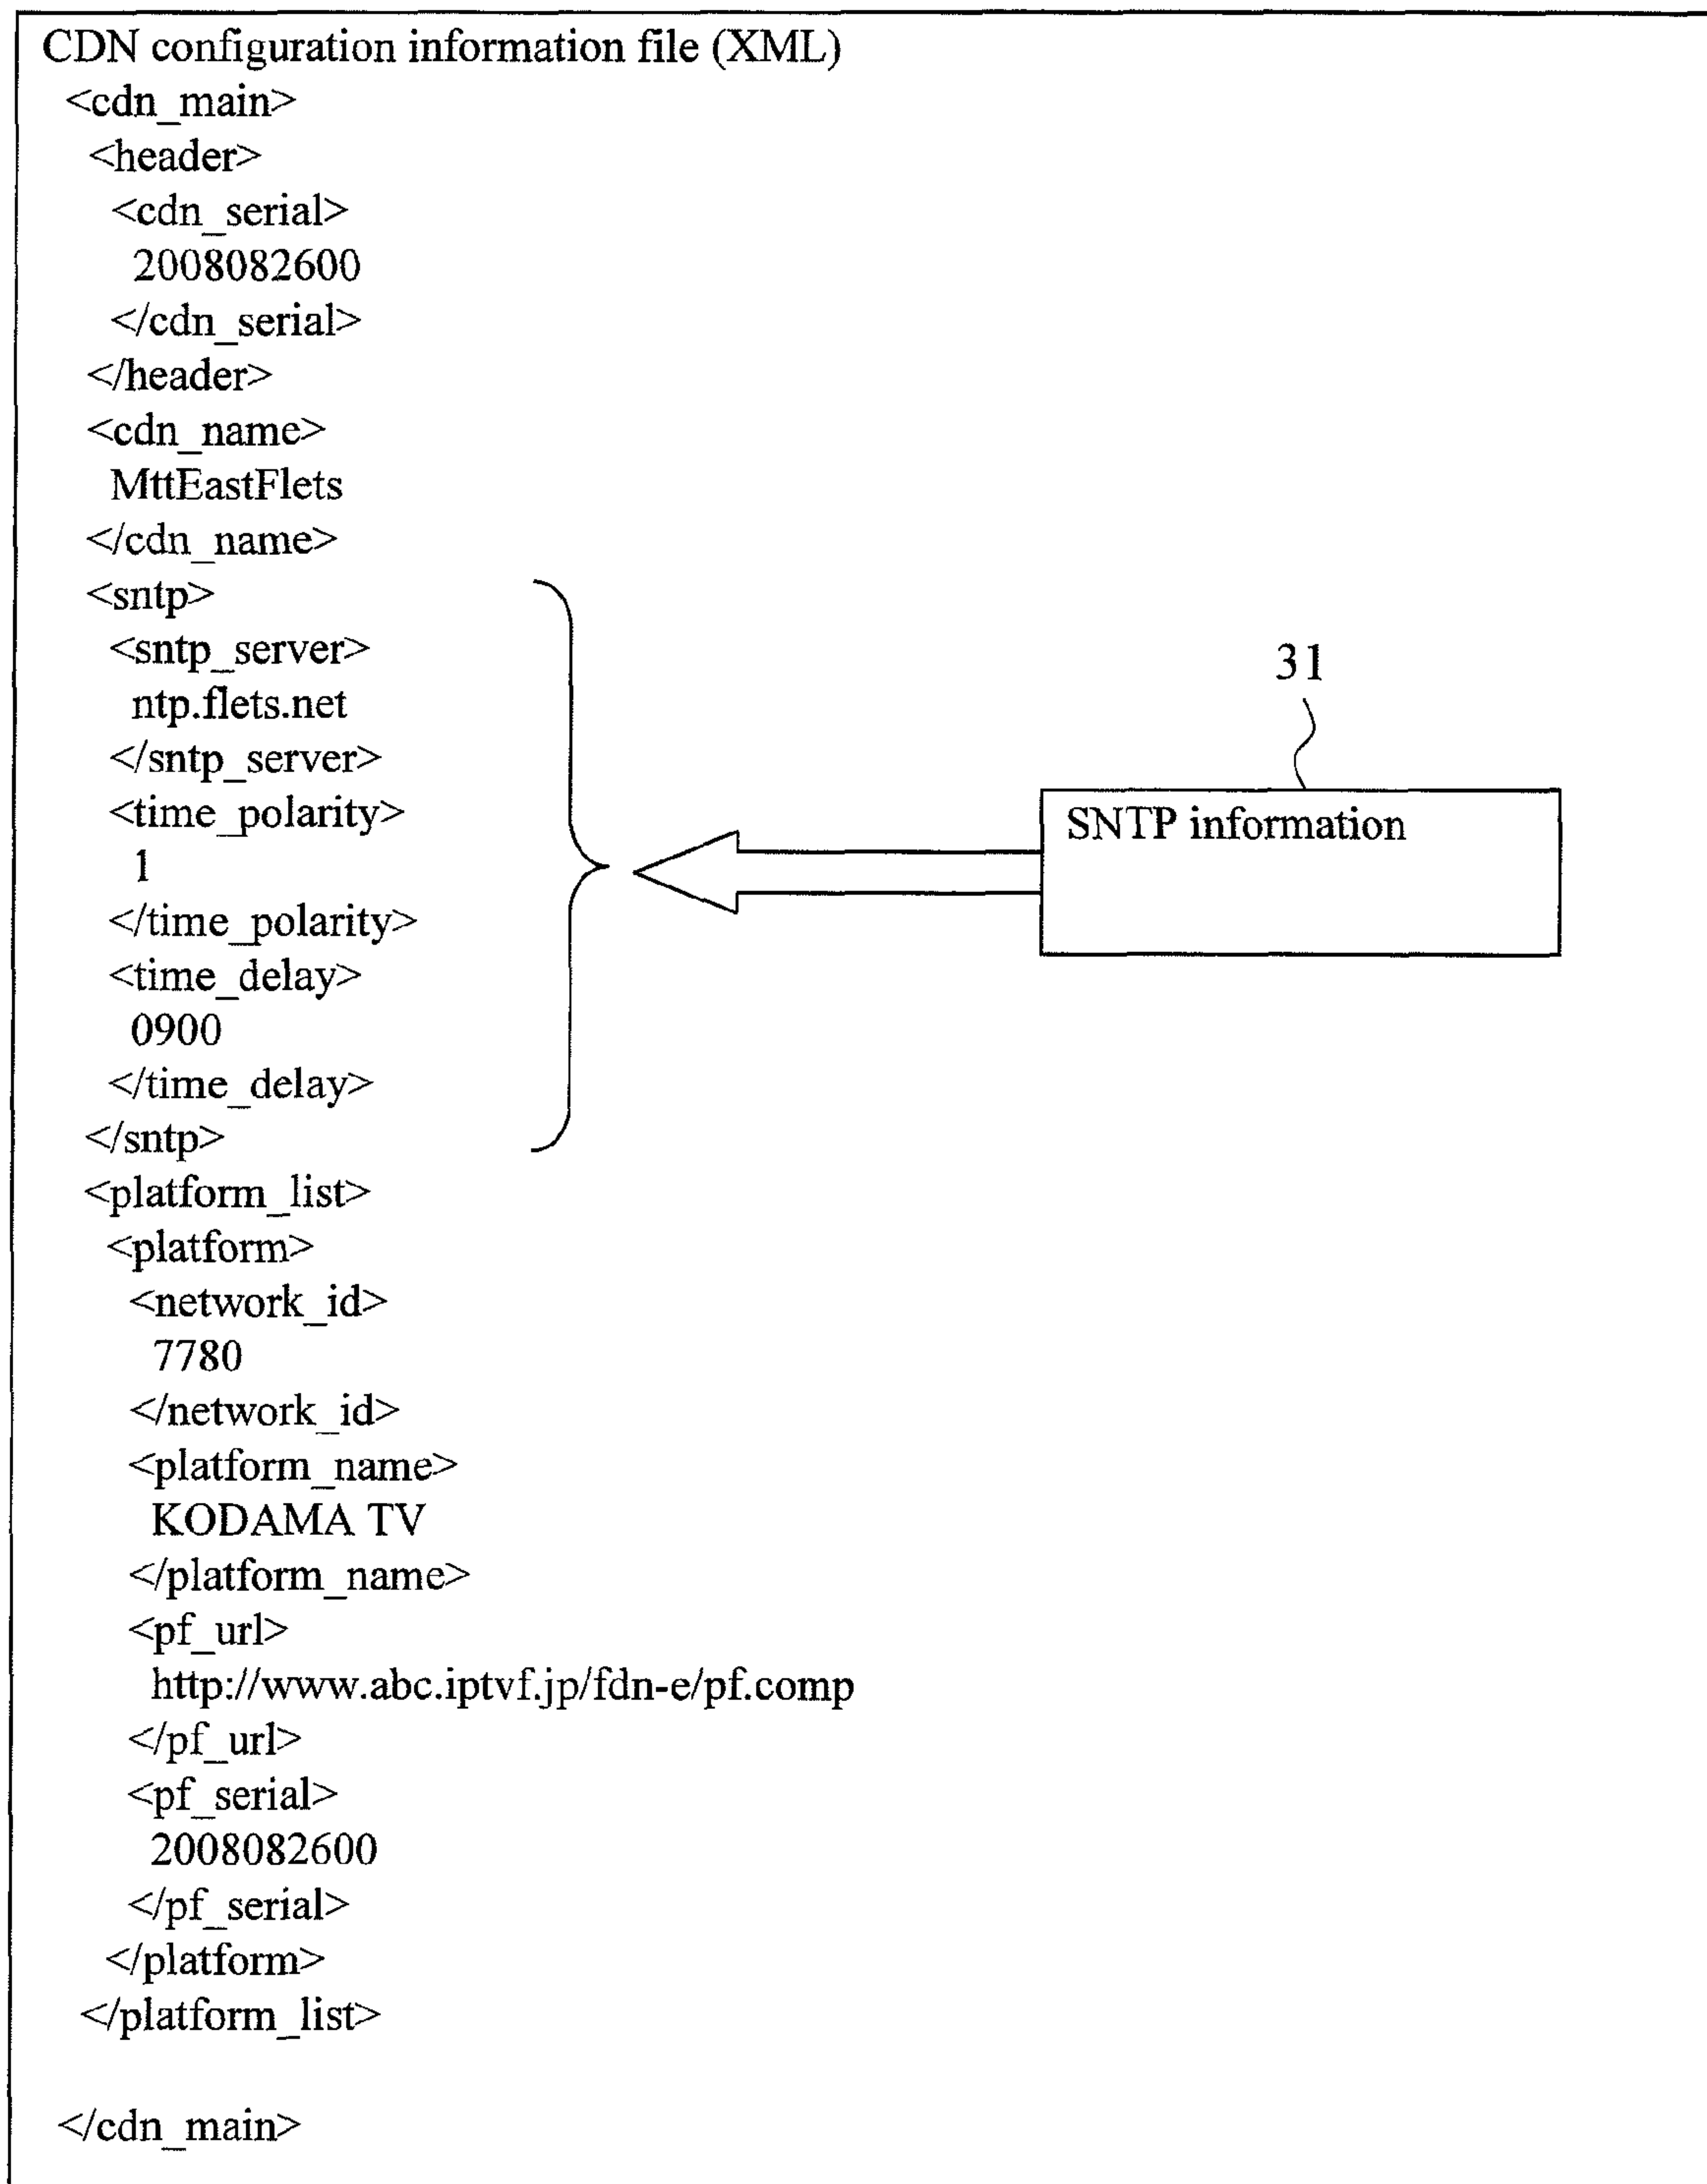 CDN configuration information file (XML)
<cdn_main>
<header>
<cdn_serial>
2008082600
</cdn_serial>
</header>
<cdn_name>
MttEastFlets
</cdn_name>
<sntp>
<sntp_server>
ntp.flets.net
</sntp_server>
<time_polarity>
1
</time_polarity>
<time_delay>
0900
</time_delay>
</sntp>
<platform_list>
<platform>
<network_id>
7780
</network_id>
<platform_name>
KODAMA TV
</platform_name>
<pf_url>
http://www.abc.iptvf.jp/fdn-e/pf.comp
</pf_url>
<pf_serial>
2008082600
</pf_serial>
</platform>
</platform_list>
</cdn_main>
31
SNTP information